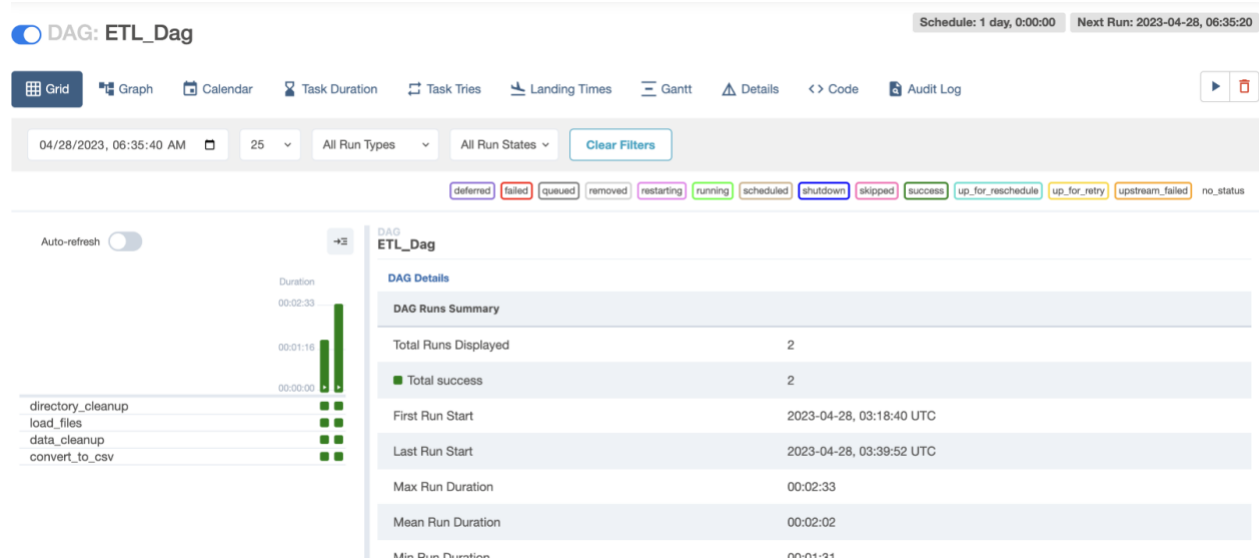 DAG: ETL_Dag
Schedule: 1 day, 0:00:00 Next Run: 2023-04-28, 06:35:20
Grid Graph Calendar Task Duration Task Tries Landing Times Gantt Details <> Code Audit Log
04/28/2023, 06:35:40 AM 25 All Run Types All Run States Clear Filters
deferred failed queued removed restarting running scheduled shutdown skipped success up_for_reschedule up_for_retry upstream_failed no_status
Auto-refresh
Duration
00:02:33
00:01:16
00:00:00
directory_cleanup
load_files
data_cleanup
convert_to_csv
DAG
ETL_Dag
DAG Details
DAG Runs Summary
Total Runs Displayed 2
Total success 2
First Run Start 2023-04-28, 03:18:40 UTC
Last Run Start 2023-04-28, 03:39:52 UTC
Max Run Duration 00:02:33
Mean Run Duration 00:02:02
Min Run Duration 00:01:31